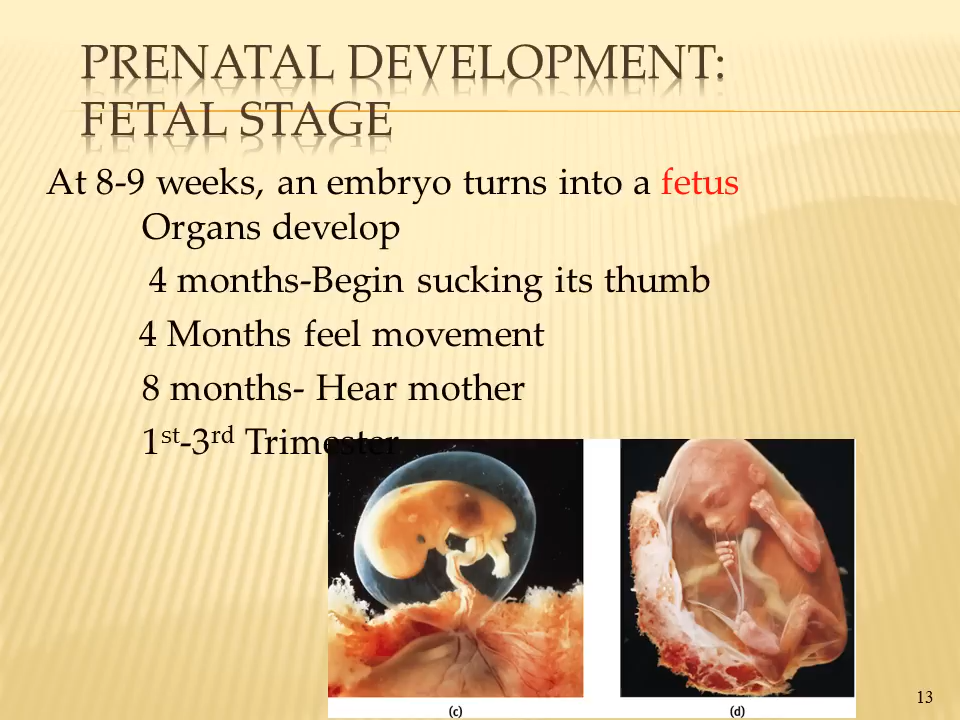 PRENATAL DEVELOPMENT:
FETAL STAGE
At 8-9 weeks, an embryo turns into a fetus
Organs develop
4 months-Begin sucking its thumb
4 Months feel movement
8 months- Hear mother
1st-3rd Trimester
(c) (d)
13